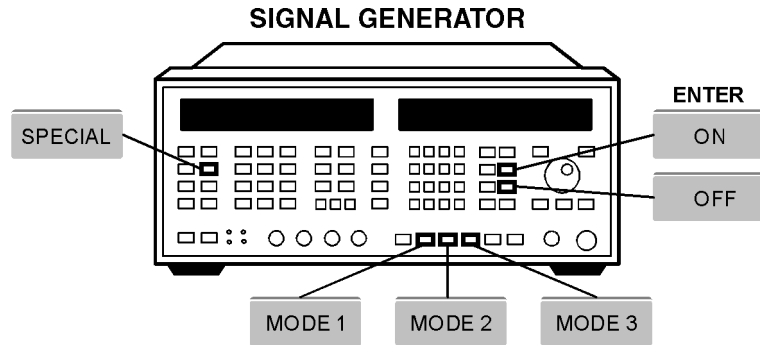 SIGNAL GENERATOR
SPECIAL
ENTER
ON
OFF
MODE 1
MODE 2
MODE 3